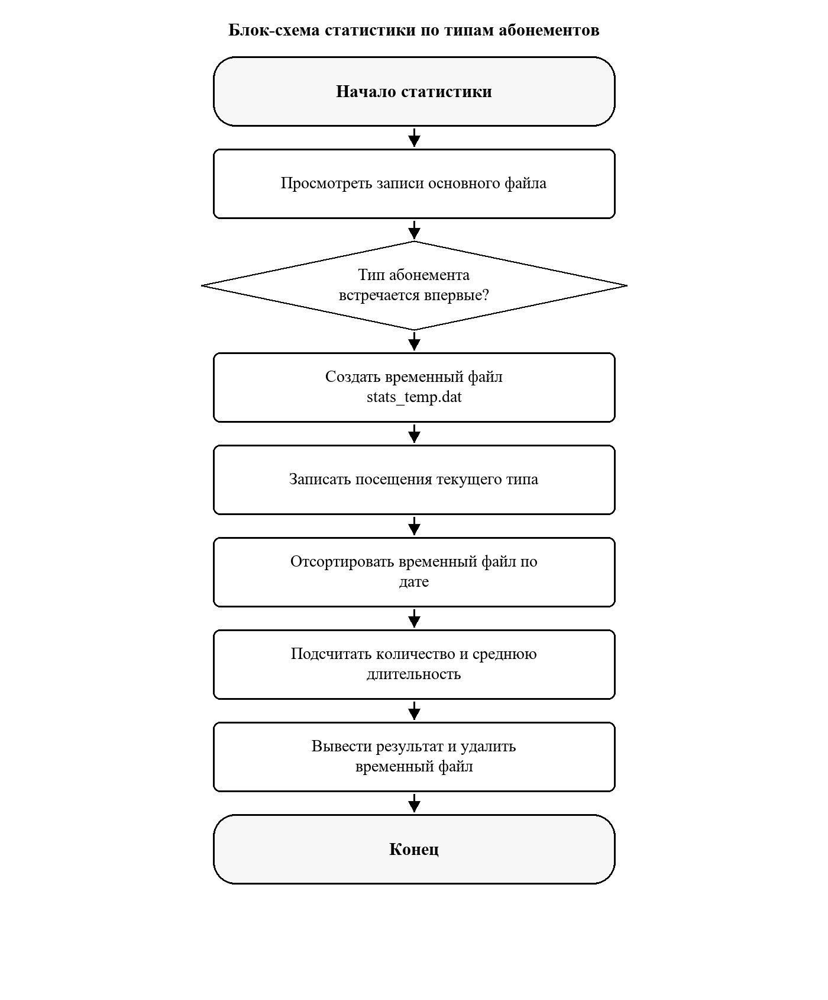 Блок-схема статистики по типам абонементов
Начало статистики
Просмотреть записи основного файла
Тип абонемента
встречается впервые?
Создать временный файл
stats_temp.dat
Записать посещения текущего типа
Отсортировать временный файл по
дате
Подсчитать количество и среднюю
длительность
Вывести результат и удалить
временный файл
Конец